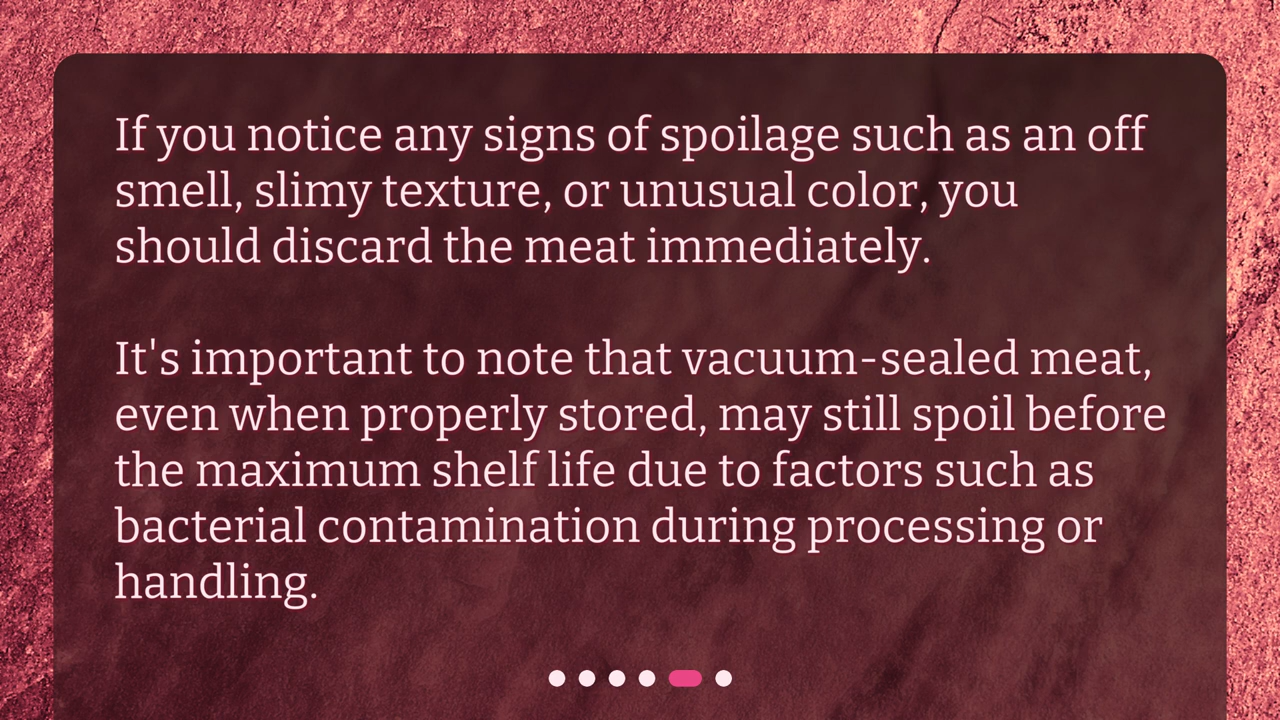 If you notice any signs of spoilage such as an off
smell, slimy texture, or unusual color, you
should discard the meat immediately.
It's important to note that vacuum-sealed meat,
even when properly stored, may still spoil before
the maximum shelf life due to factors such as
bacterial contamination during processing or
handling.